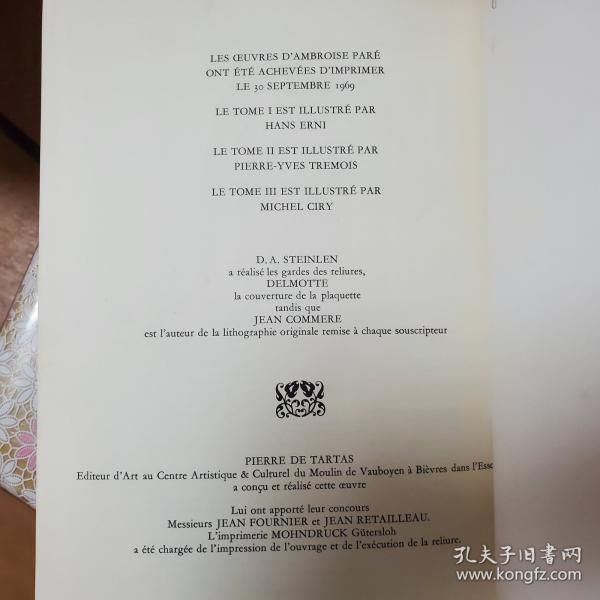 LES ŒUVRES D'AMBROISE PARÉ
ONT ÉTÉ ACHEVÉES D'IMPRIMER
LE 30 SEPTEMBRE 1969
LE TOME I EST ILLUSTRÉ PAR
HANS ERNI
LE TOME II EST ILLUSTRÉ PAR
PIERRE-YVES TREMOIS
LE TOME III EST ILLUSTRÉ PAR
MICHEL CIRY
D. A. STEINLEN
a réalisé les gardes des reliures,
DELMOTTE
la couverture de la plaquette
tandis que
JEAN COMMERE
est l'auteur de la lithographie originale remise à chaque souscripteur
PIERRE DE TARTAS
Editeur d'Art au Centre Artistique & Culturel du Moulin de Vauboyen à Bièvres dans l'Esso
a conçu et réalisé cette œuvre
Lui ont apporté leur concours
Messieurs JEAN FOURNIER et JEAN RETAILLEAU.
L'imprimerie MOHNDRUCK Gütersloh
a été chargée de l'impression de l'ouvrage et de l'exécution de la reliure.
孔夫子旧书网
www.kongfz.com